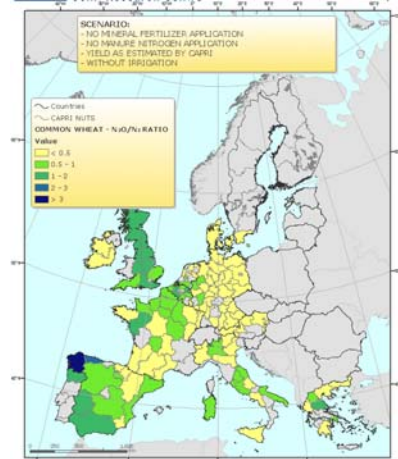 SCENARIO:
- NO MINERAL FERTILIZER APPLICATION
- NO MANURE NITROGEN APPLICATION
- YIELD AS ESTIMATED BY CAPRI
- WITHOUT IRRIGATION
Countries
CAPRI NUTS
COMMON WHEAT - N₂O/N₂ RATIO
Value
< 0.5
0.5 - 1
1 - 2
2 - 3
> 3